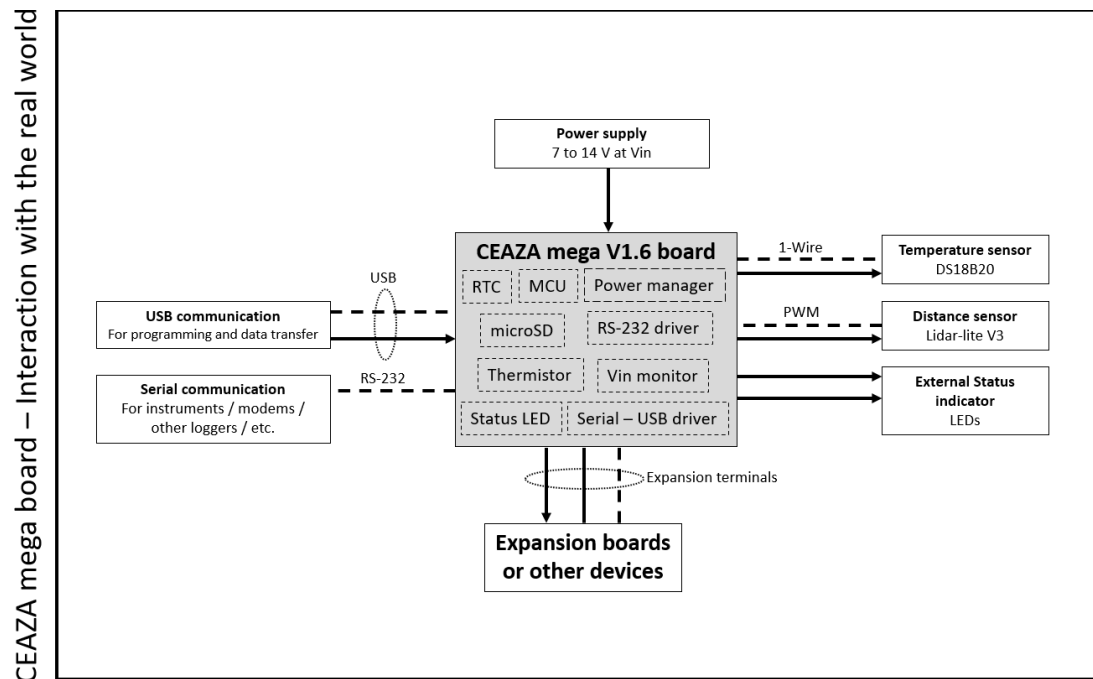 CEAZA mega board – Interaction with the real world
Power supply
7 to 14 V at Vin
CEAZA mega V1.6 board
RTC
MCU
Power manager
microSD
RS-232 driver
Thermistor
Vin monitor
Status LED
Serial – USB driver
USB
USB communication
For programming and data transfer
RS-232
Serial communication
For instruments / modems /
other loggers / etc.
1-Wire
Temperature sensor
DS18B20
PWM
Distance sensor
Lidar-lite V3
External Status
indicator
LEDs
Expansion terminals
Expansion boards
or other devices